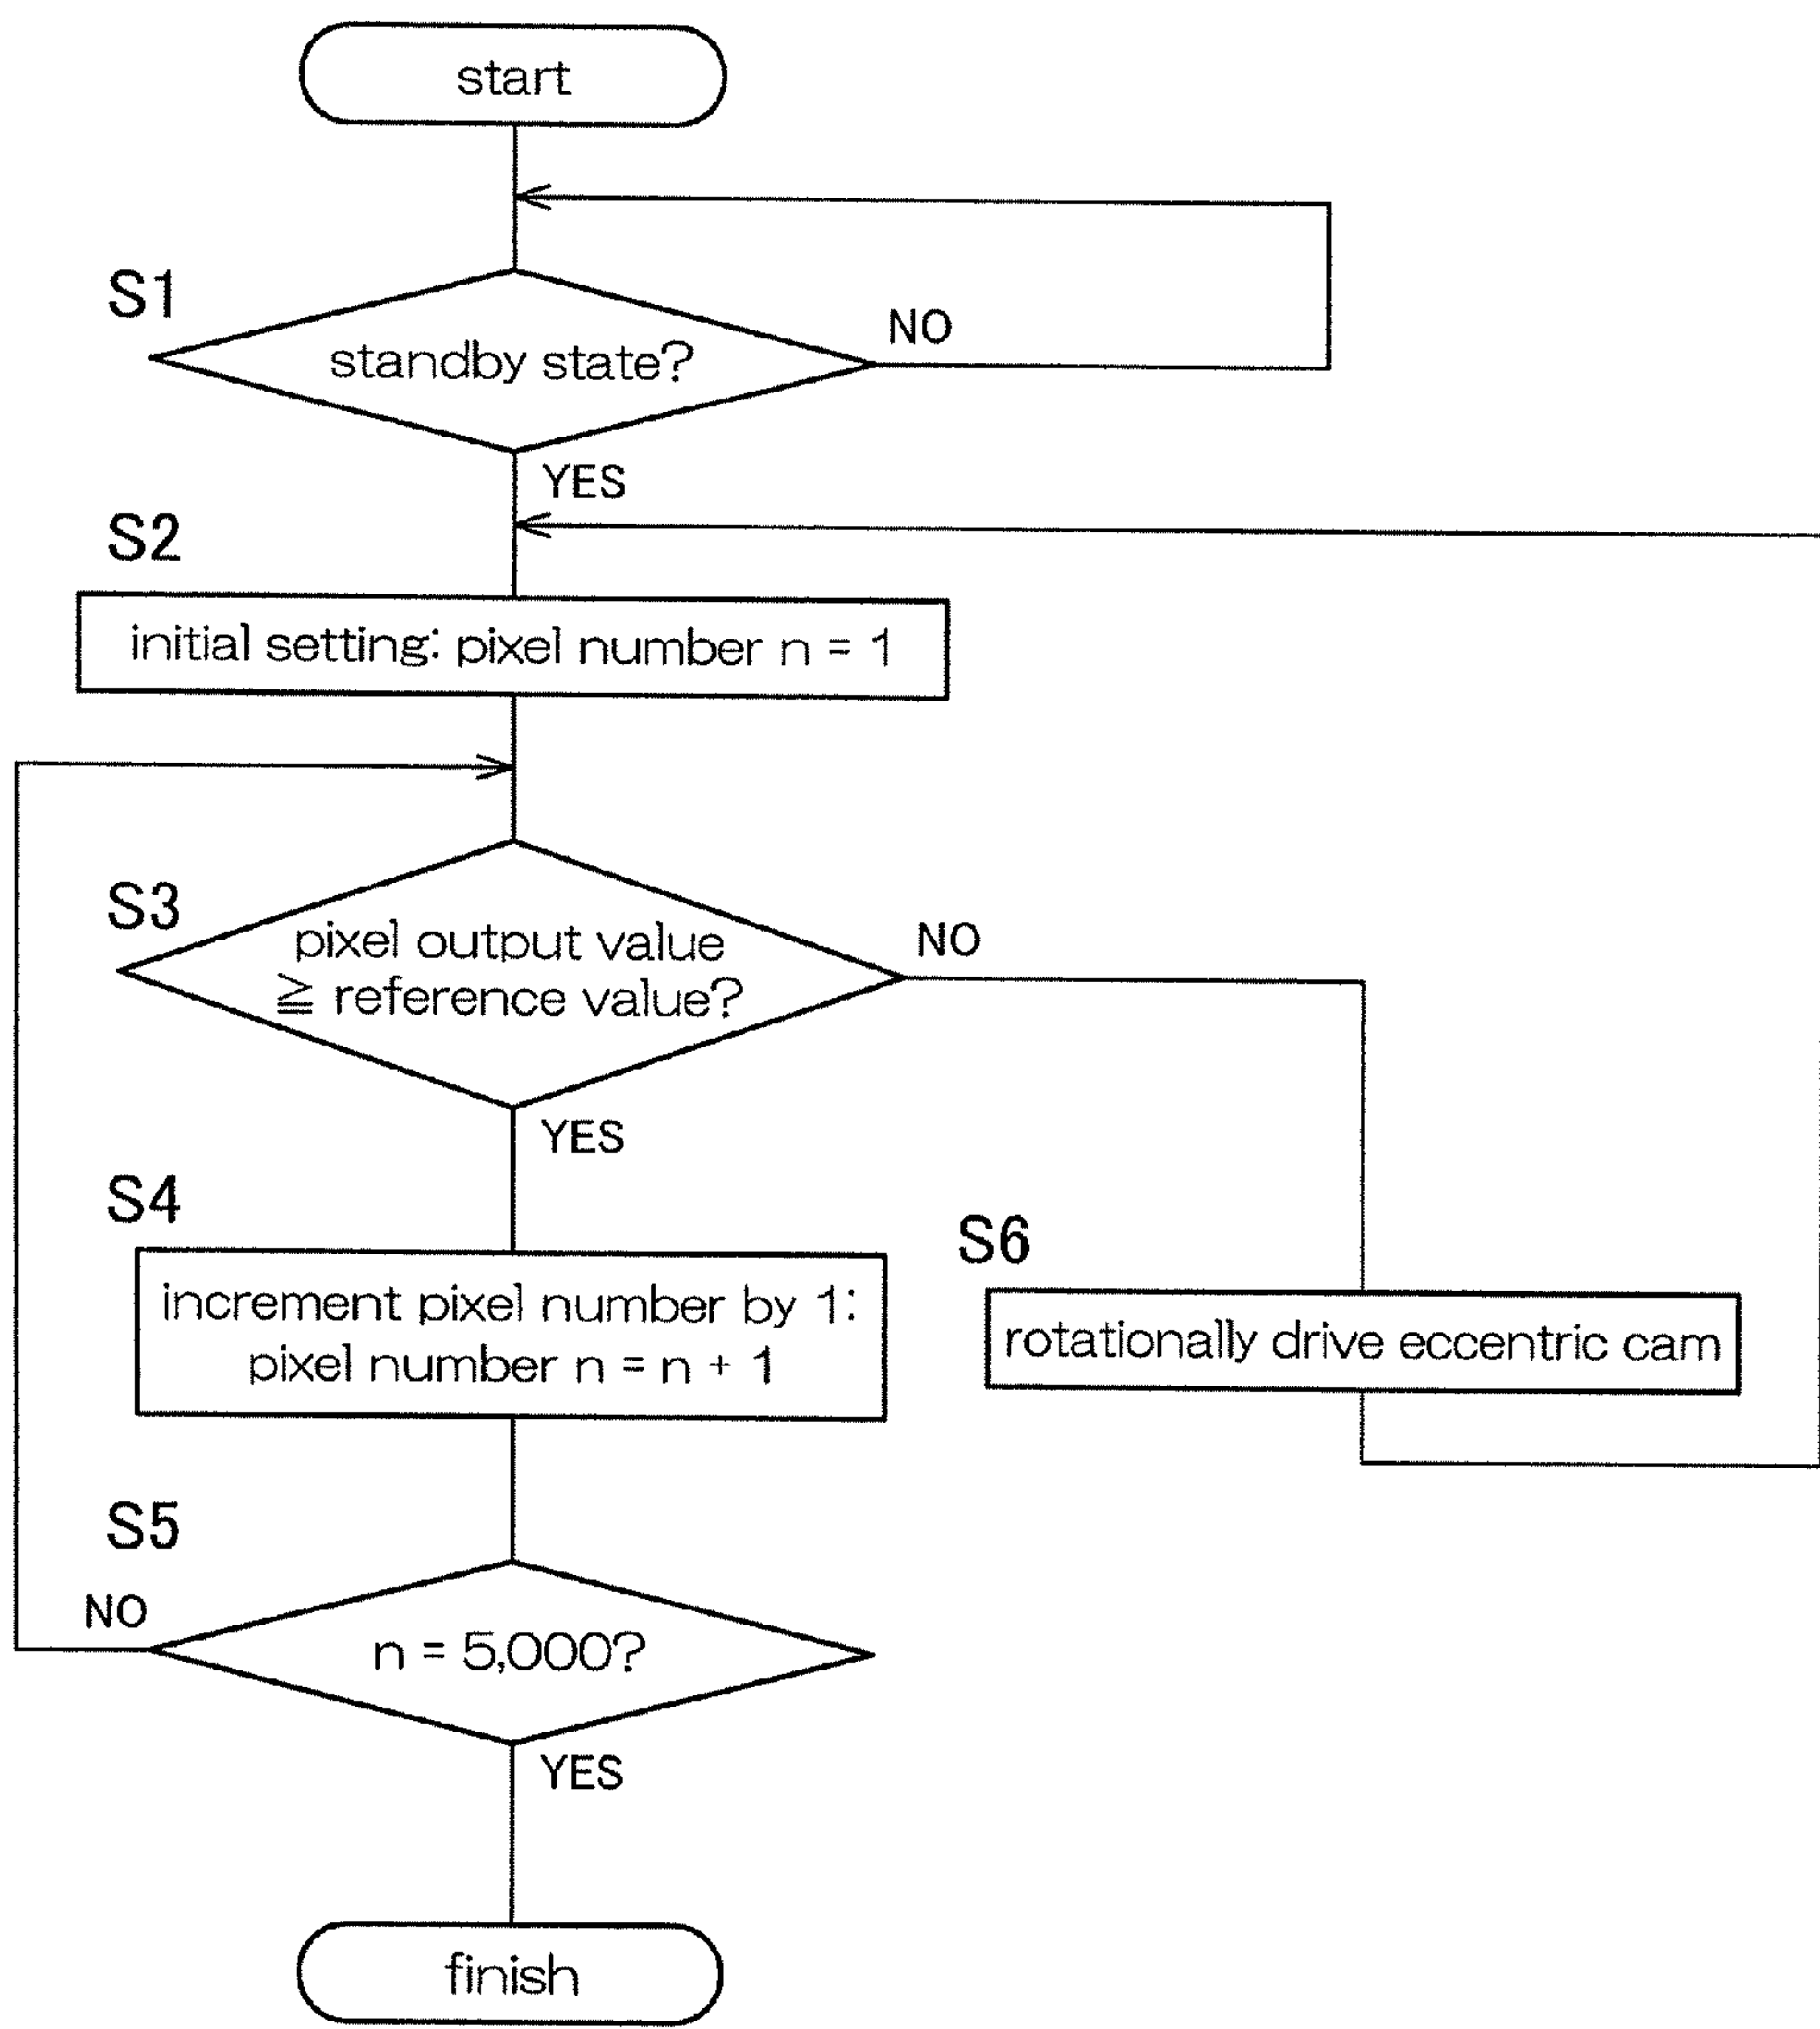 start
S1
standby state?
NO
YES
S2
initial setting: pixel number n = 1
S3
pixel output value
≧ reference value?
NO
YES
S4
increment pixel number by 1:
pixel number n = n + 1
S6
rotationally drive eccentric cam
S5
NO
n = 5,000?
YES
finish